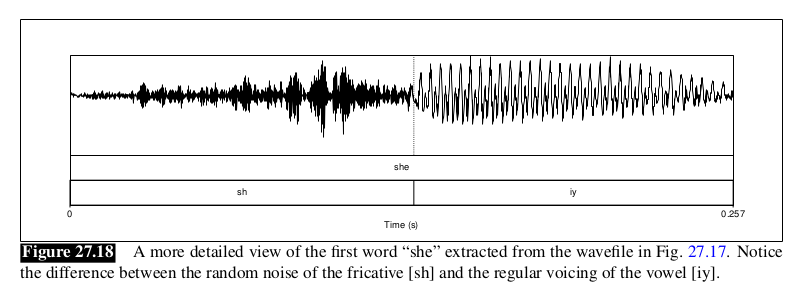 she
sh iy
0 0.257
Time (s)
Figure 27.18 A more detailed view of the first word “she” extracted from the wavefile in Fig. 27.17. Notice
the difference between the random noise of the fricative [sh] and the regular voicing of the vowel [iy].